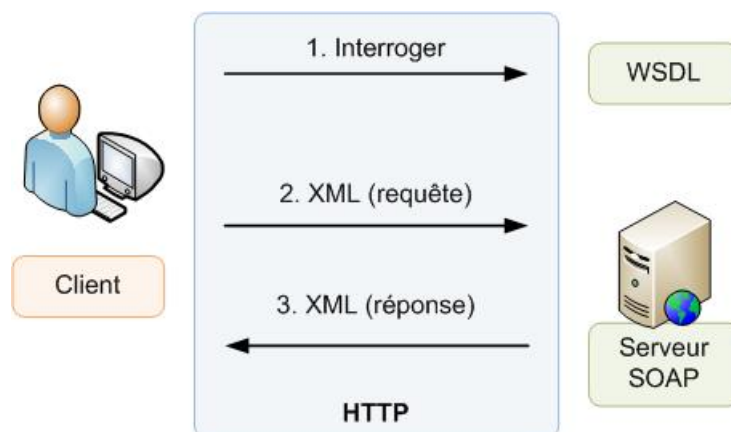 1. Interroger
WSDL
2. XML (requête)
Client
3. XML (réponse)
Serveur
SOAP
HTTP